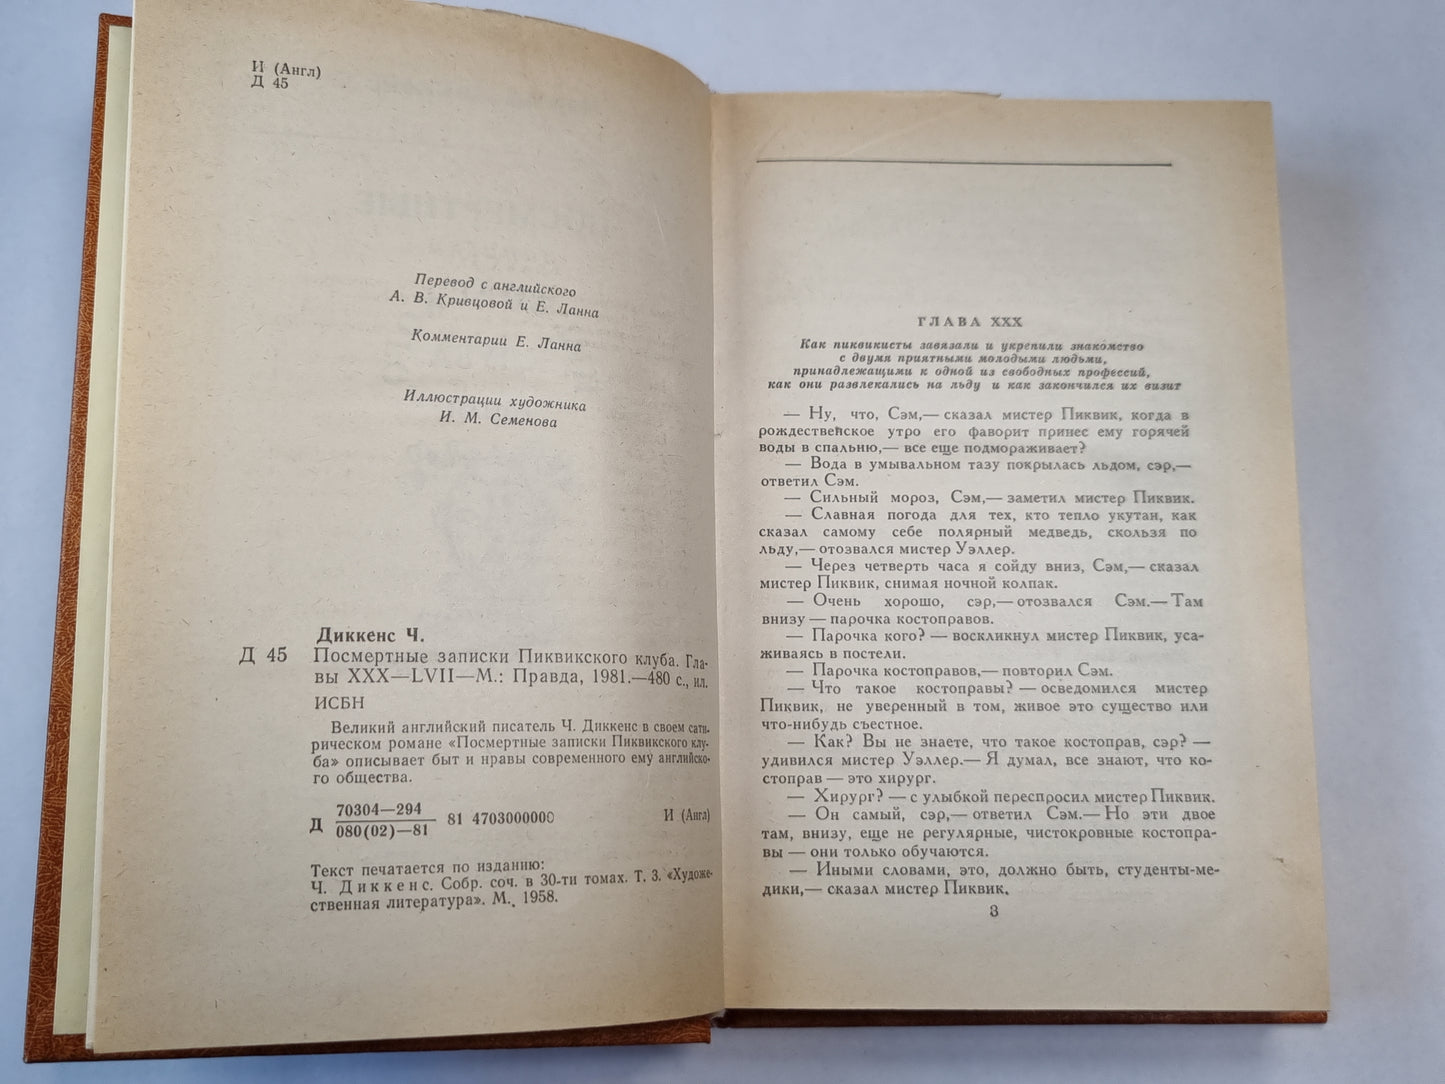 И (Англ)
Д 45
Перевод с английского
А. В. Кривцовой и Е. Ланна
Комментарии Е. Ланна
Иллюстрации художника
И. М. Семенова
Диккенс Ч.
Д 45 Посмертные записки Пиквикского клуба. Гла-
вы XXX—LVII—М.: Правда, 1981.—480 с., ил.
ИСБН
Великий английский писатель Ч. Диккенс в своем сати-
рическом романе «Посмертные записки Пиквикского клу-
ба» описывает быт и нравы современного ему английско-
го общества.
70304—294
Д 81 4703000000 И (Англ)
080(02)—81
Текст печатается по изданию:
Ч. Диккенс. Собр. соч. в 30-ти томах. Т. 3. «Художе-
ственная литература». М., 1958.
ГЛАВА XXX
Как пиквикисты завязали и укрепили знакомство
с двумя приятными молодыми людьми,
принадлежащими к одной из свободных профессий,
как они развлекались на льду и как закончился их визит
— Ну, что, Сэм,— сказал мистер Пиквик, когда в
рождественское утро его фаворит принес ему горячей
воды в спальню,— все еще подмораживает?
— Вода в умывальном тазу покрылась льдом, сэр,—
ответил Сэм.
— Сильный мороз, Сэм,— заметил мистер Пиквик.
— Славная погода для тех, кто тепло укутан, как
сказал самому себе полярный медведь, скользя по
льду,— отозвался мистер Уэллер.
— Через четверть часа я сойду вниз, Сэм,— сказал
мистер Пиквик, снимая ночной колпак.
— Очень хорошо, сэр,— отозвался Сэм.— Там
внизу — парочка костоправов.
— Парочка кого? — воскликнул мистер Пиквик, уса-
живаясь в постели.
— Парочка костоправов,— повторил Сэм.
— Что такое костоправы? — осведомился мистер
Пиквик, не уверенный в том, живое это существо или
что-нибудь съестное.
— Как? Вы не знаете, что такое костоправ, сэр? —
удивился мистер Уэллер.— Я думал, все знают, что ко-
стоправ — это хирург.
— Хирург? — с улыбкой переспросил мистер Пиквик.
— Он самый, сэр,— ответил Сэм.— Но эти двое
там, внизу, еще не регулярные, чистокровные костопра-
вы — они только обучаются.
— Иными словами, это, должно быть, студенты-ме-
дики,— сказал мистер Пиквик.
3